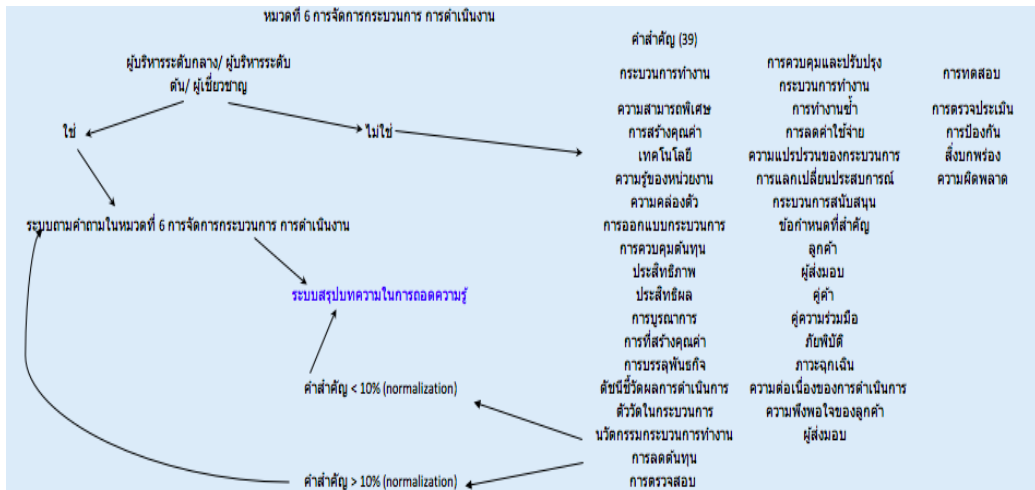 หมวดที่ 6 การจัดการกระบวนการ การดำเนินงาน
ผู้บริหารระดับกลาง/ ผู้บริหารระดับ
ต้น/ ผู้เชี่ยวชาญ
ใช่
ไม่ใช่
ระบบถามคำถามในหมวดที่ 6 การจัดการกระบวนการ การดำเนินงาน
ระบบสรุปบทความในการถอดความรู้
คำสำคัญ < 10% (normalization)
คำสำคัญ > 10% (normalization)
คำสำคัญ (39)
กระบวนการทำงาน
ความสามารถพิเศษ
การสร้างคุณค่า
เทคโนโลยี
ความรู้ของหน่วยงาน
ความคล่องตัว
การออกแบบกระบวนการ
การควบคุมต้นทุน
ประสิทธิภาพ
ประสิทธิผล
การบูรณาการ
การที่สร้างคุณค่า
การบรรลุพันธกิจ
ดัชนีชี้วัดผลการดำเนินการ
ตัววัดในกระบวนการ
นวัตกรรมกระบวนการทำงาน
การลดต้นทุน
การตรวจสอบ
การควบคุมและปรับปรุง
กระบวนการทำงาน
การทำงานซ้ำ
การลดค่าใช้จ่าย
ความแปรปรวนของกระบวนการ
การแลกเปลี่ยนประสบการณ์
กระบวนการสนับสนุน
ข้อกำหนดที่สำคัญ
ลูกค้า
ผู้ส่งมอบ
คู่ค้า
คู่ความร่วมมือ
ภัยพิบัติ
ภาวะฉุกเฉิน
ความต่อเนื่องของการดำเนินการ
ความพึงพอใจของลูกค้า
ผู้ส่งมอบ
การทดสอบ
การตรวจประเมิน
การป้องกัน
สิ่งบกพร่อง
ความผิดพลาด